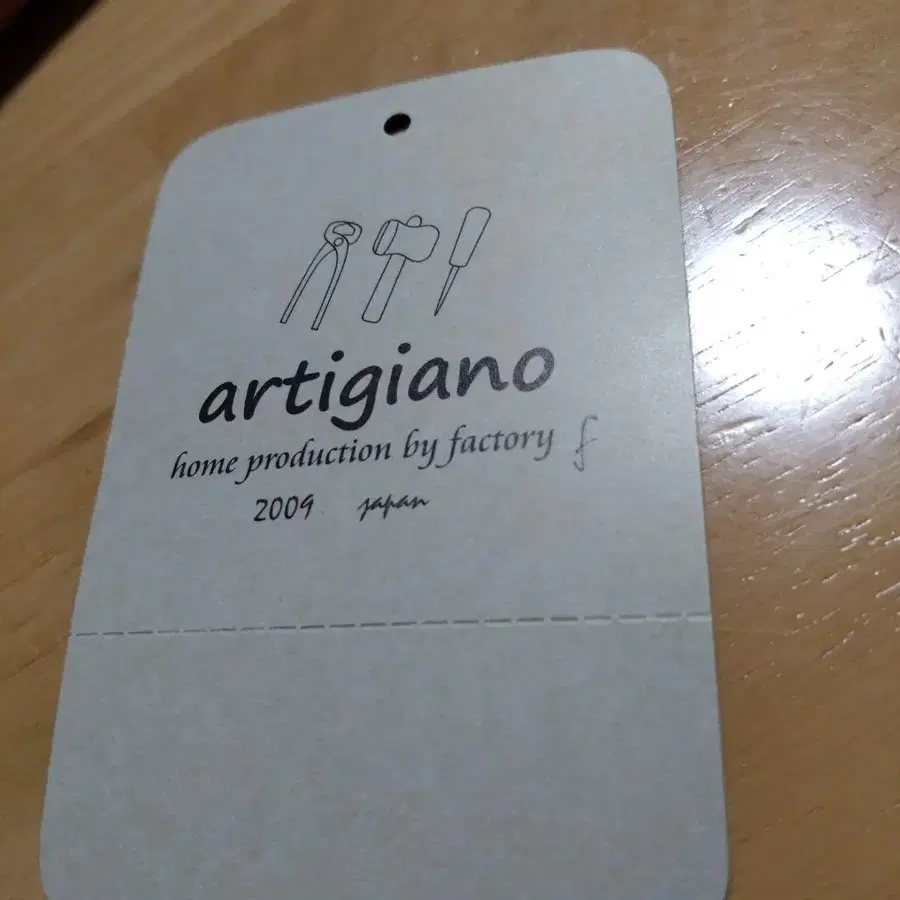 artigiano
home production by factory f
2009 japan